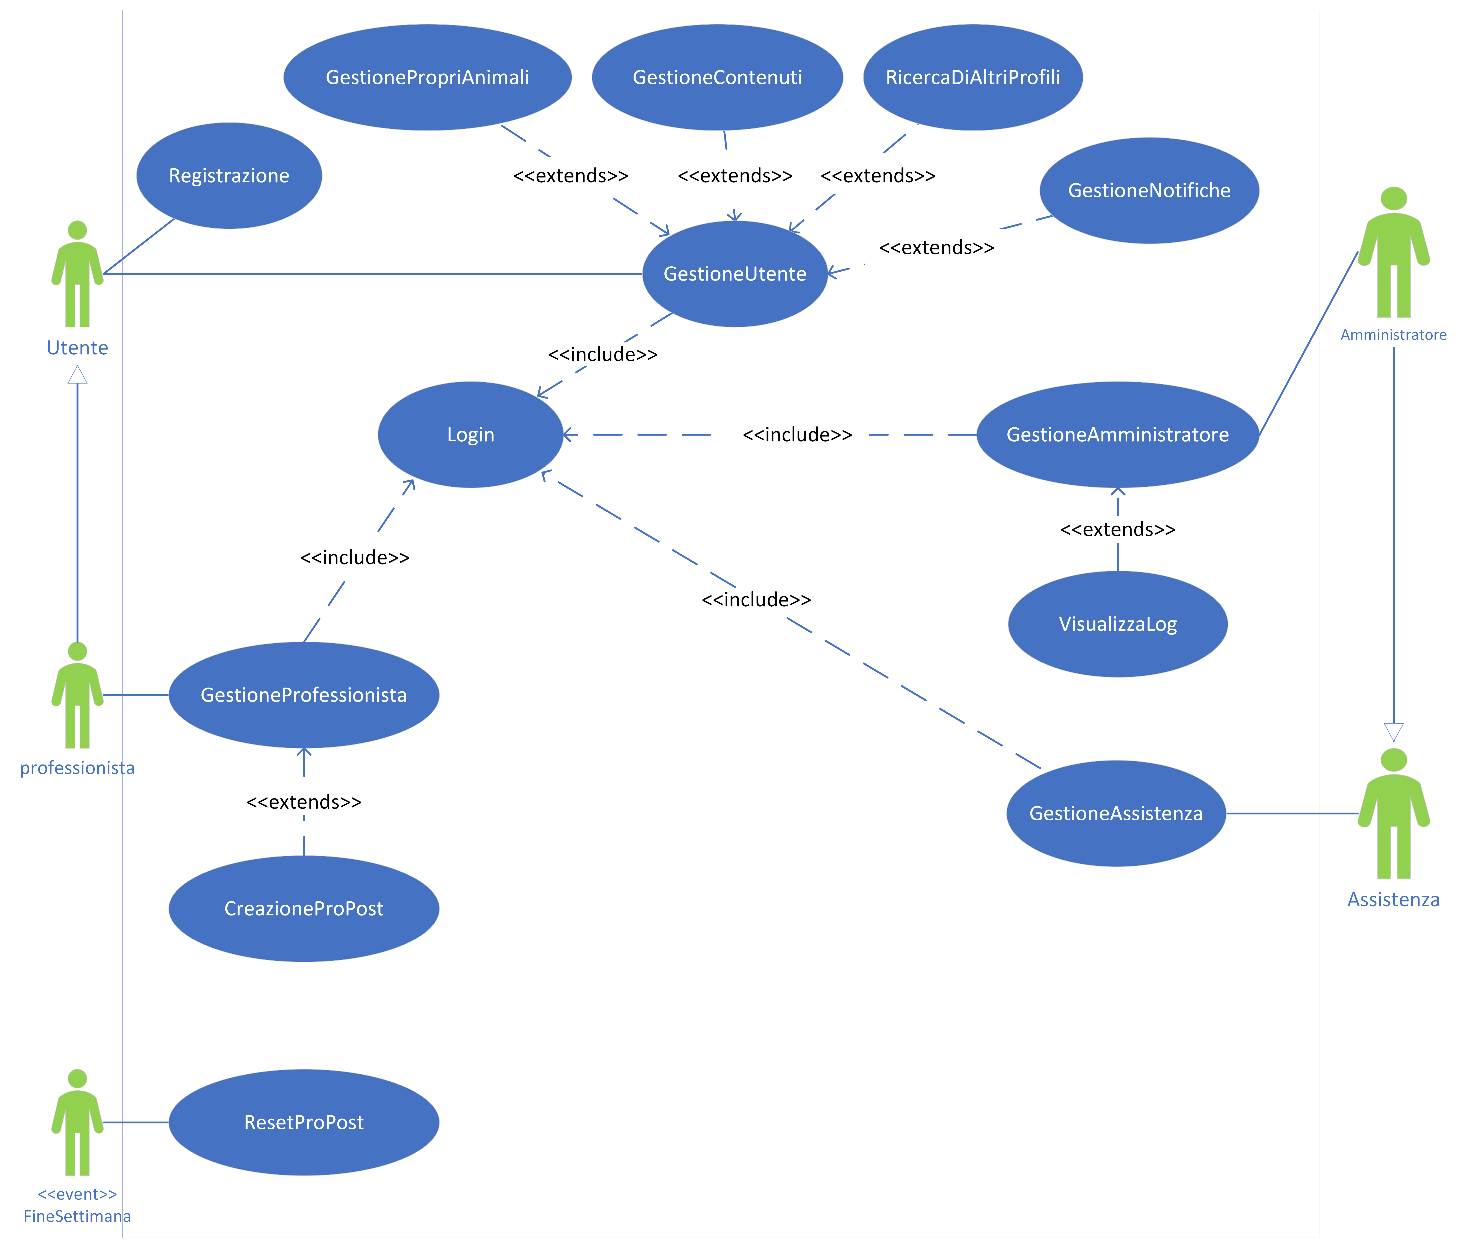 GestionePropriAnimali
GestioneContenuti
RicercaDiAltriProfili
Registrazione
<<extends>>
<<extends>>
<<extends>>
GestioneNotifiche
<<extends>>
GestioneUtente
Utente
Amministratore
<<include>>
Login
<<include>>
GestioneAmministratore
<<extends>>
<<include>>
<<include>>
VisualizzaLog
GestioneProfessionista
professionista
<<extends>>
GestioneAssistenza
Assistenza
CreazioneProPost
ResetProPost
<<event>>
FineSettimana